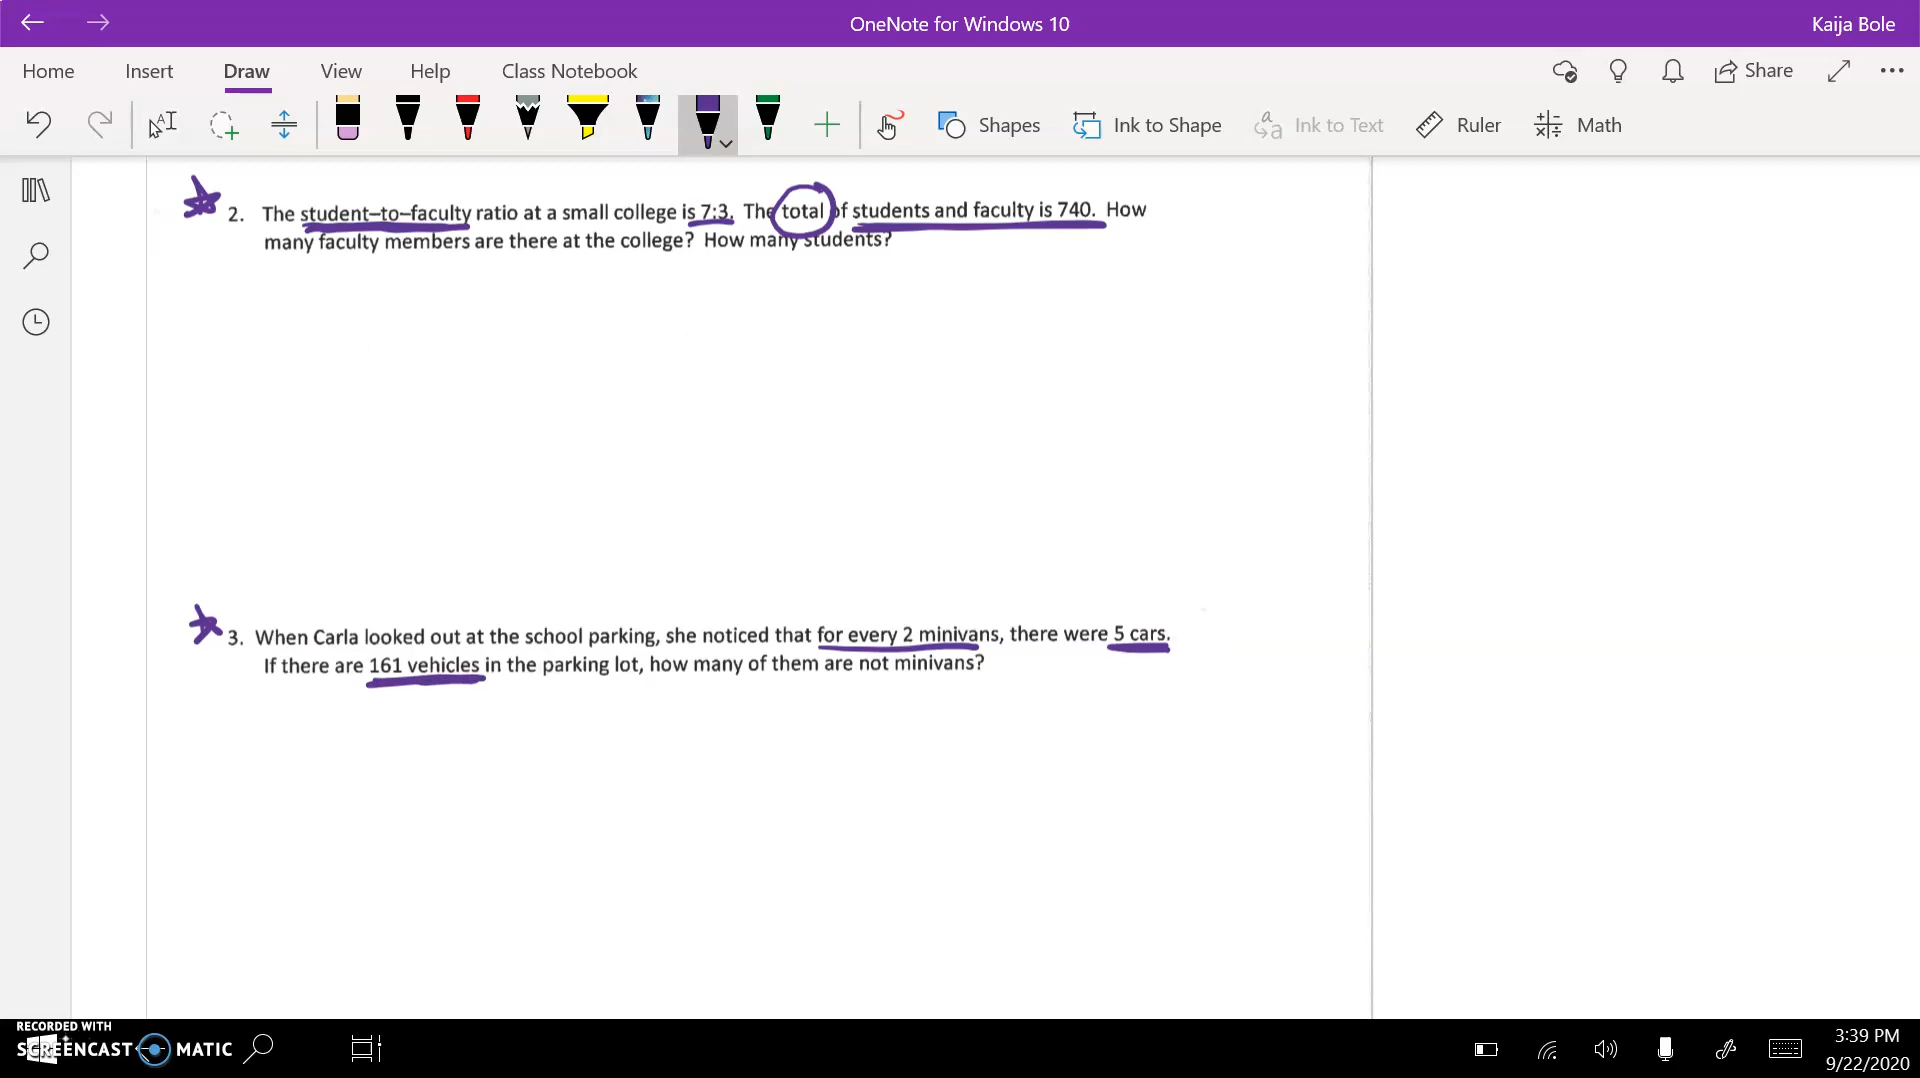 OneNote for Windows 10
Kaija Bole
Home Insert Draw View Help Class Notebook
Share
Shapes Ink to Shape Ink to Text Ruler Math
2. The student–to–faculty ratio at a small college is 7:3. The total of students and faculty is 740. How
many faculty members are there at the college? How many students?
3. When Carla looked out at the school parking, she noticed that for every 2 minivans, there were 5 cars.
If there are 161 vehicles in the parking lot, how many of them are not minivans?
RECORDED WITH
SCREENCAST MATIC
3:39 PM
9/22/2020